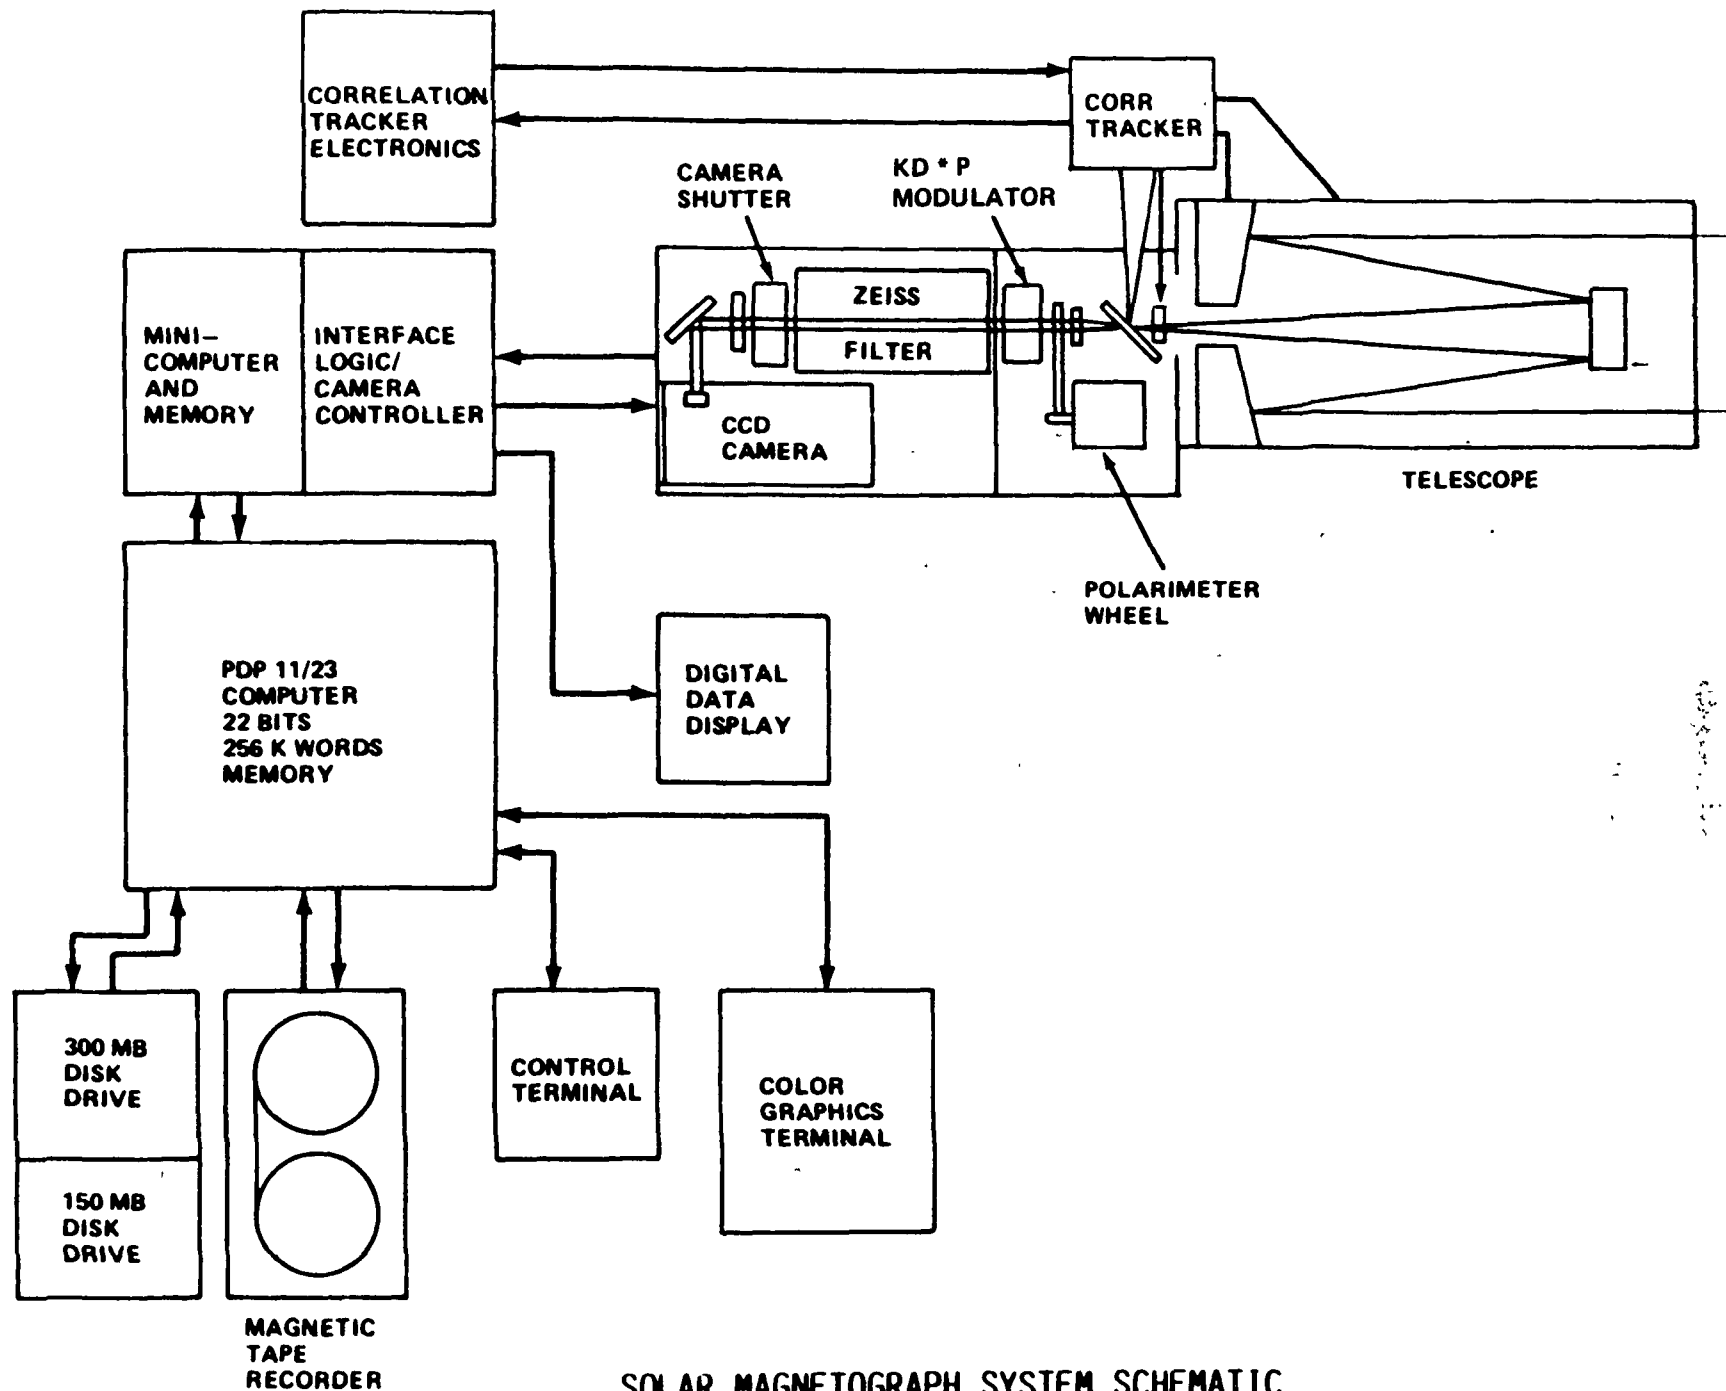 CORRELATION
TRACKER
ELECTRONICS
CORR
TRACKER
CAMERA
SHUTTER
KD * P
MODULATOR
MINI-
COMPUTER
AND
MEMORY
INTERFACE
LOGIC/
CAMERA
CONTROLLER
ZEISS
FILTER
CCD
CAMERA
TELESCOPE
POLARIMETER
WHEEL
PDP 11/23
COMPUTER
22 BITS
256 K WORDS
MEMORY
DIGITAL
DATA
DISPLAY
300 MB
DISK
DRIVE
150 MB
DISK
DRIVE
CONTROL
TERMINAL
COLOR
GRAPHICS
TERMINAL
MAGNETIC
TAPE
RECORDER
SOLAR MAGNETOGRAPH SYSTEM SCHEMATIC